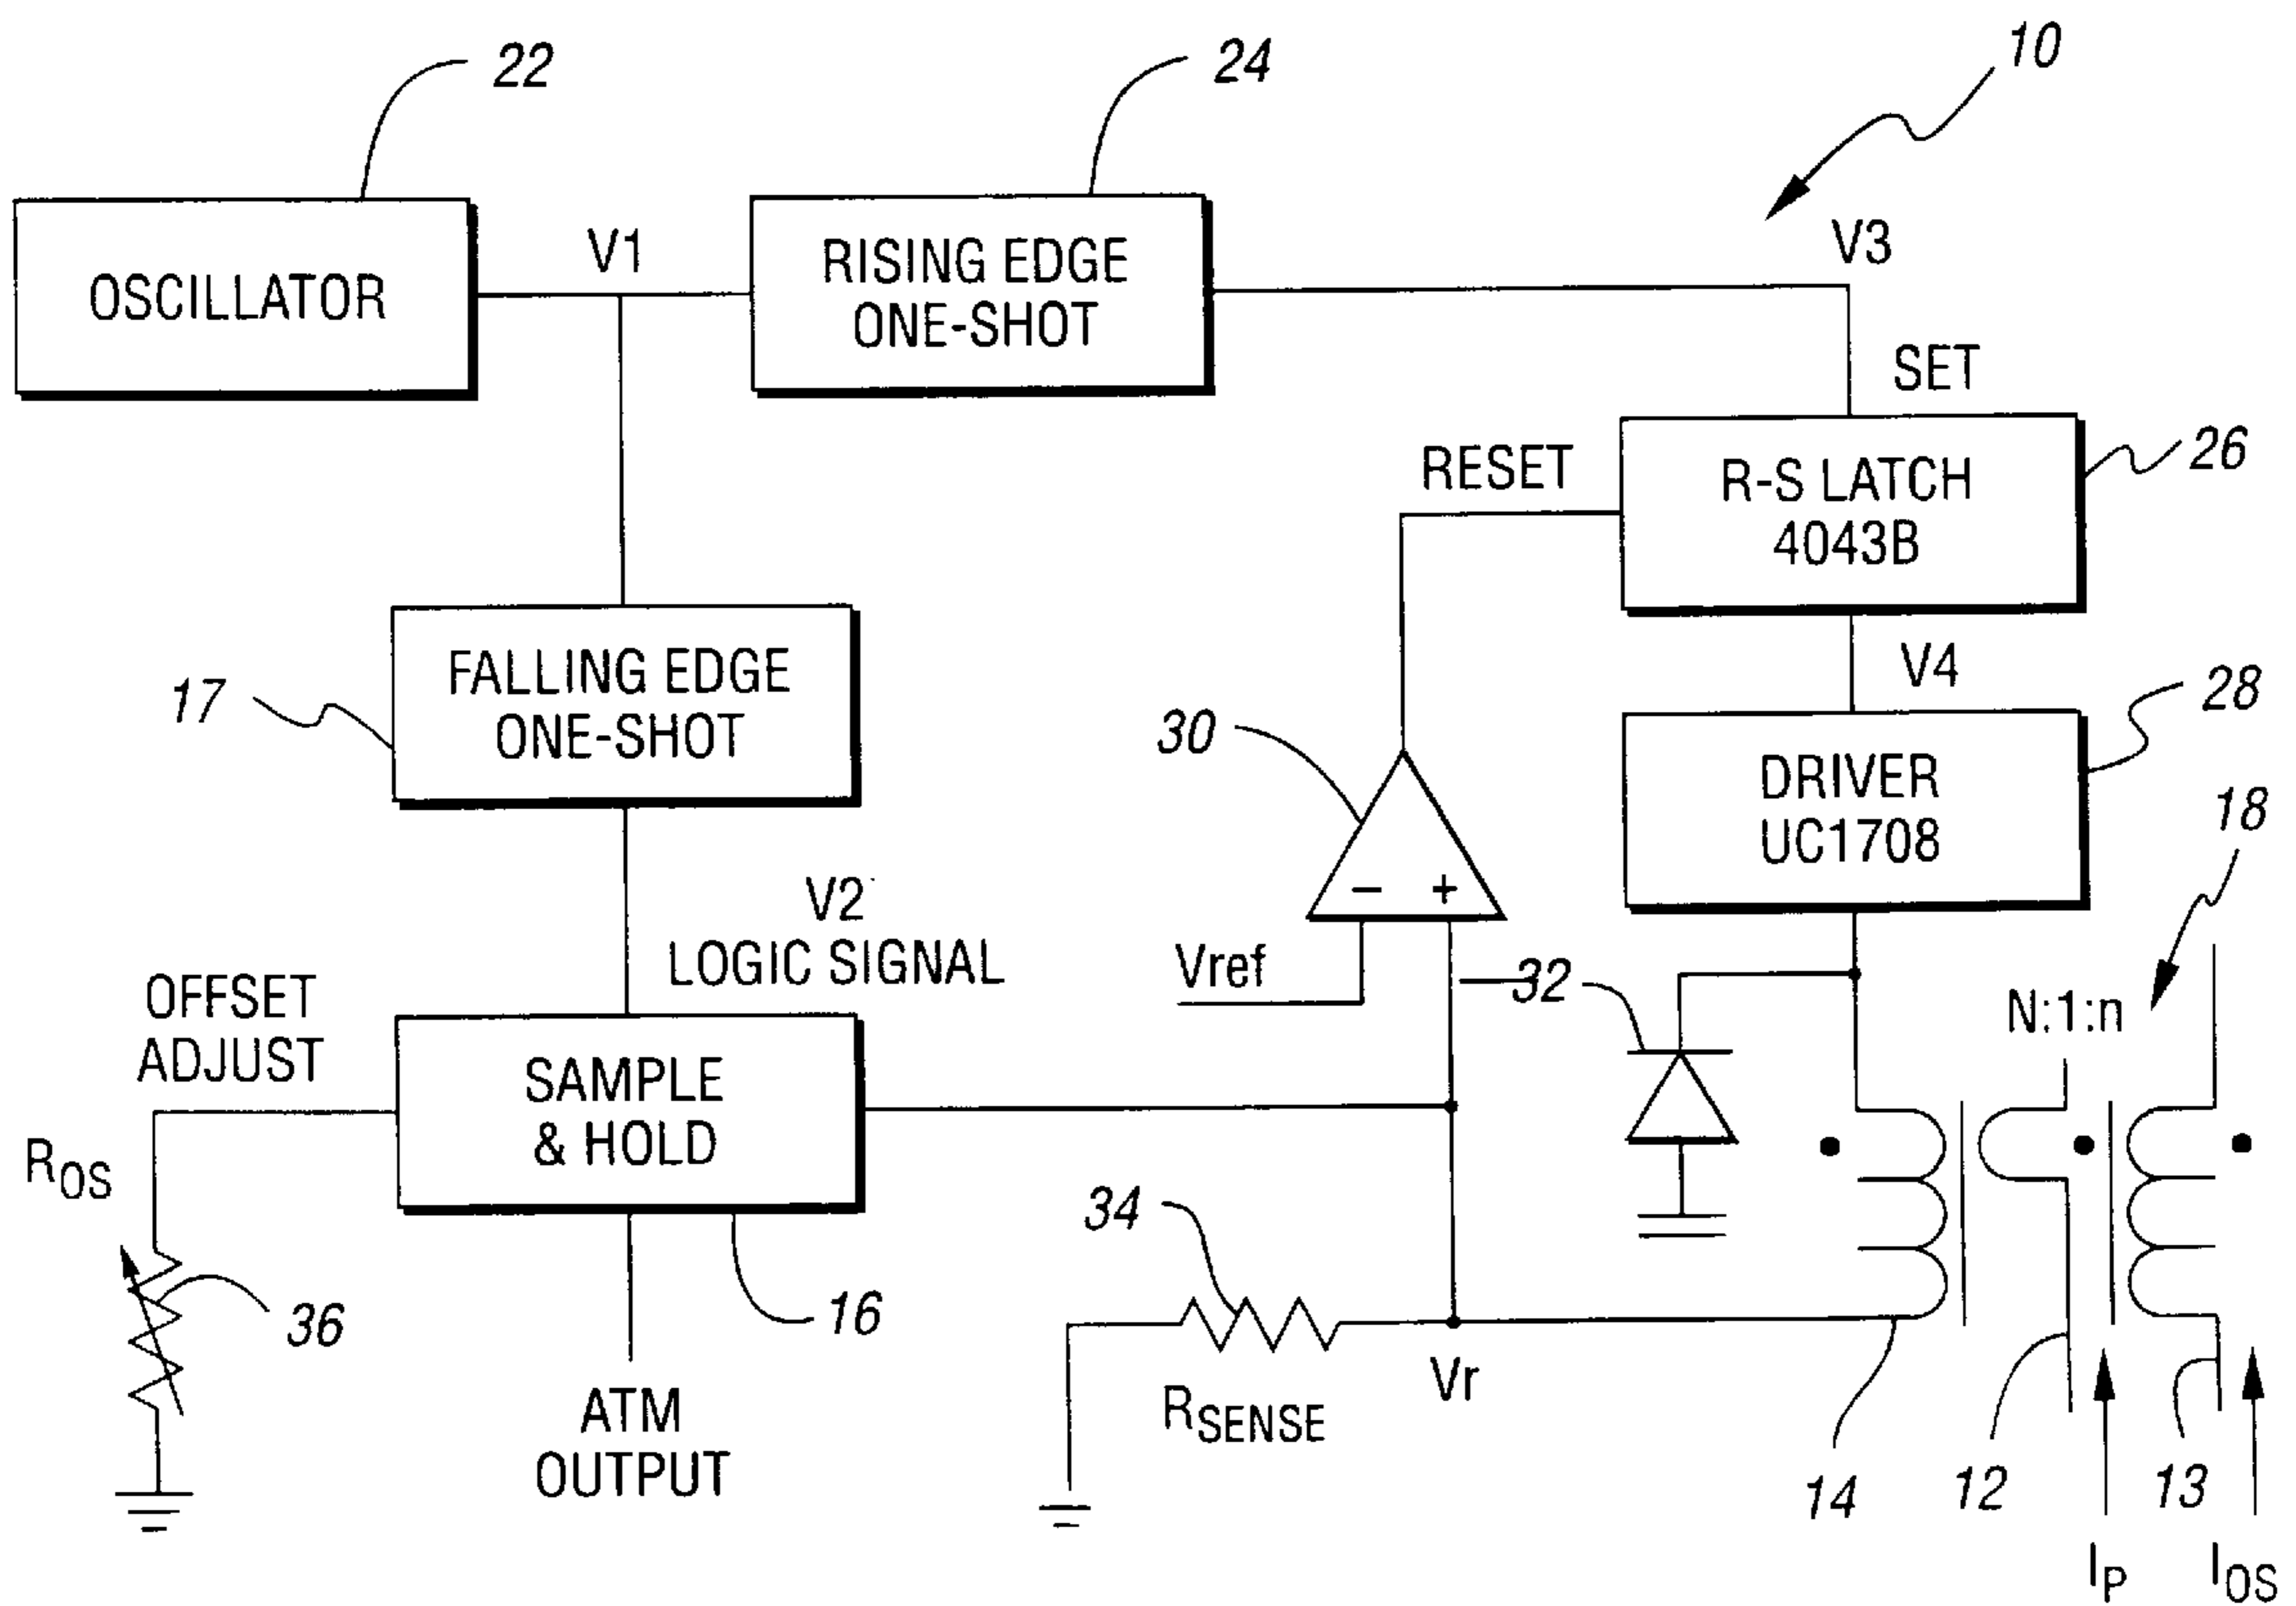 22
24
10
OSCILLATOR
V1
RISING EDGE
ONE-SHOT
V3
SET
RESET
R-S LATCH
4043B
26
17
FALLING EDGE
ONE-SHOT
V4
28
30
DRIVER
UC1708
18
- +
V2
LOGIC SIGNAL
Vref
32
N:1:n
OFFSET
ADJUST
SAMPLE
& HOLD
ROS
34
36
16
ATM
OUTPUT
RSENSE
Vr
14
12
13
IP
IOS